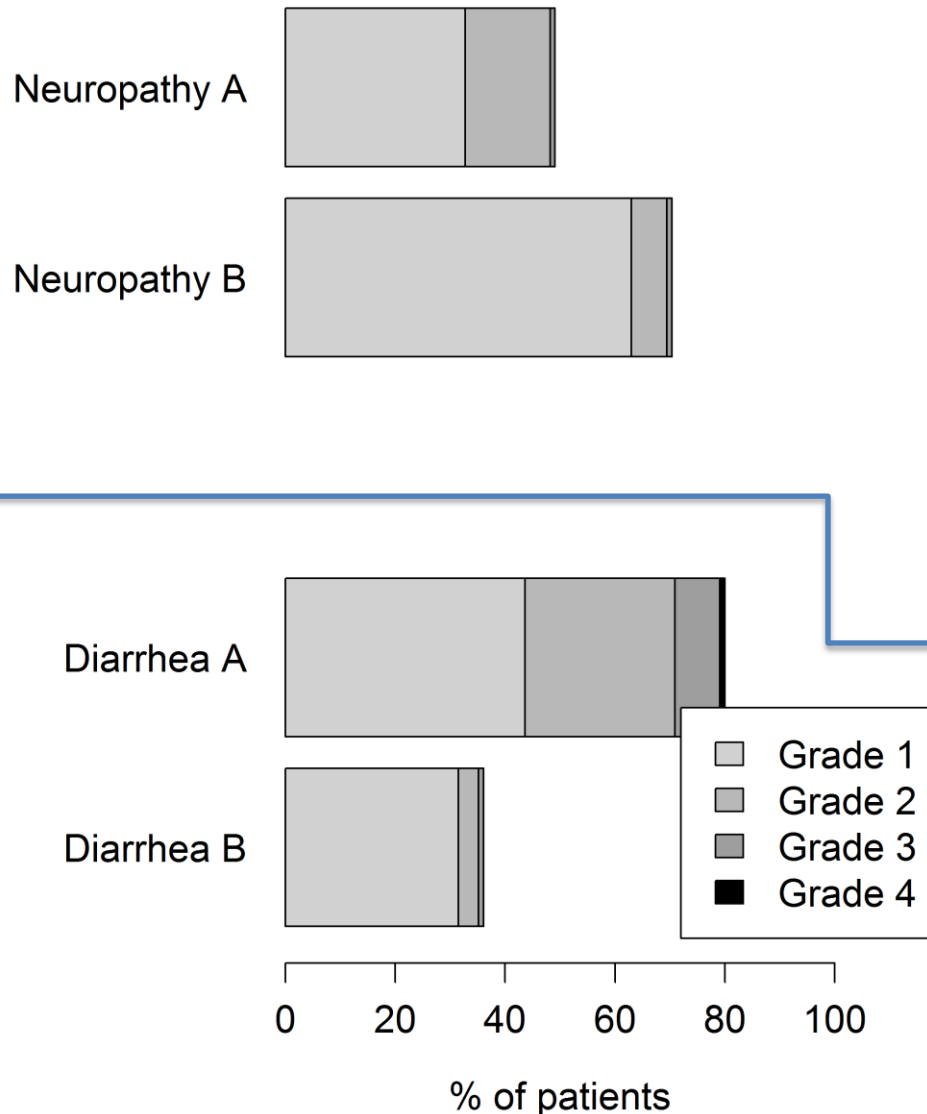 Neuropathy A
Neuropathy B
Diarrhea A
Diarrhea B
Grade 1
Grade 2
Grade 3
Grade 4
0 20 40 60 80 100
% of patients